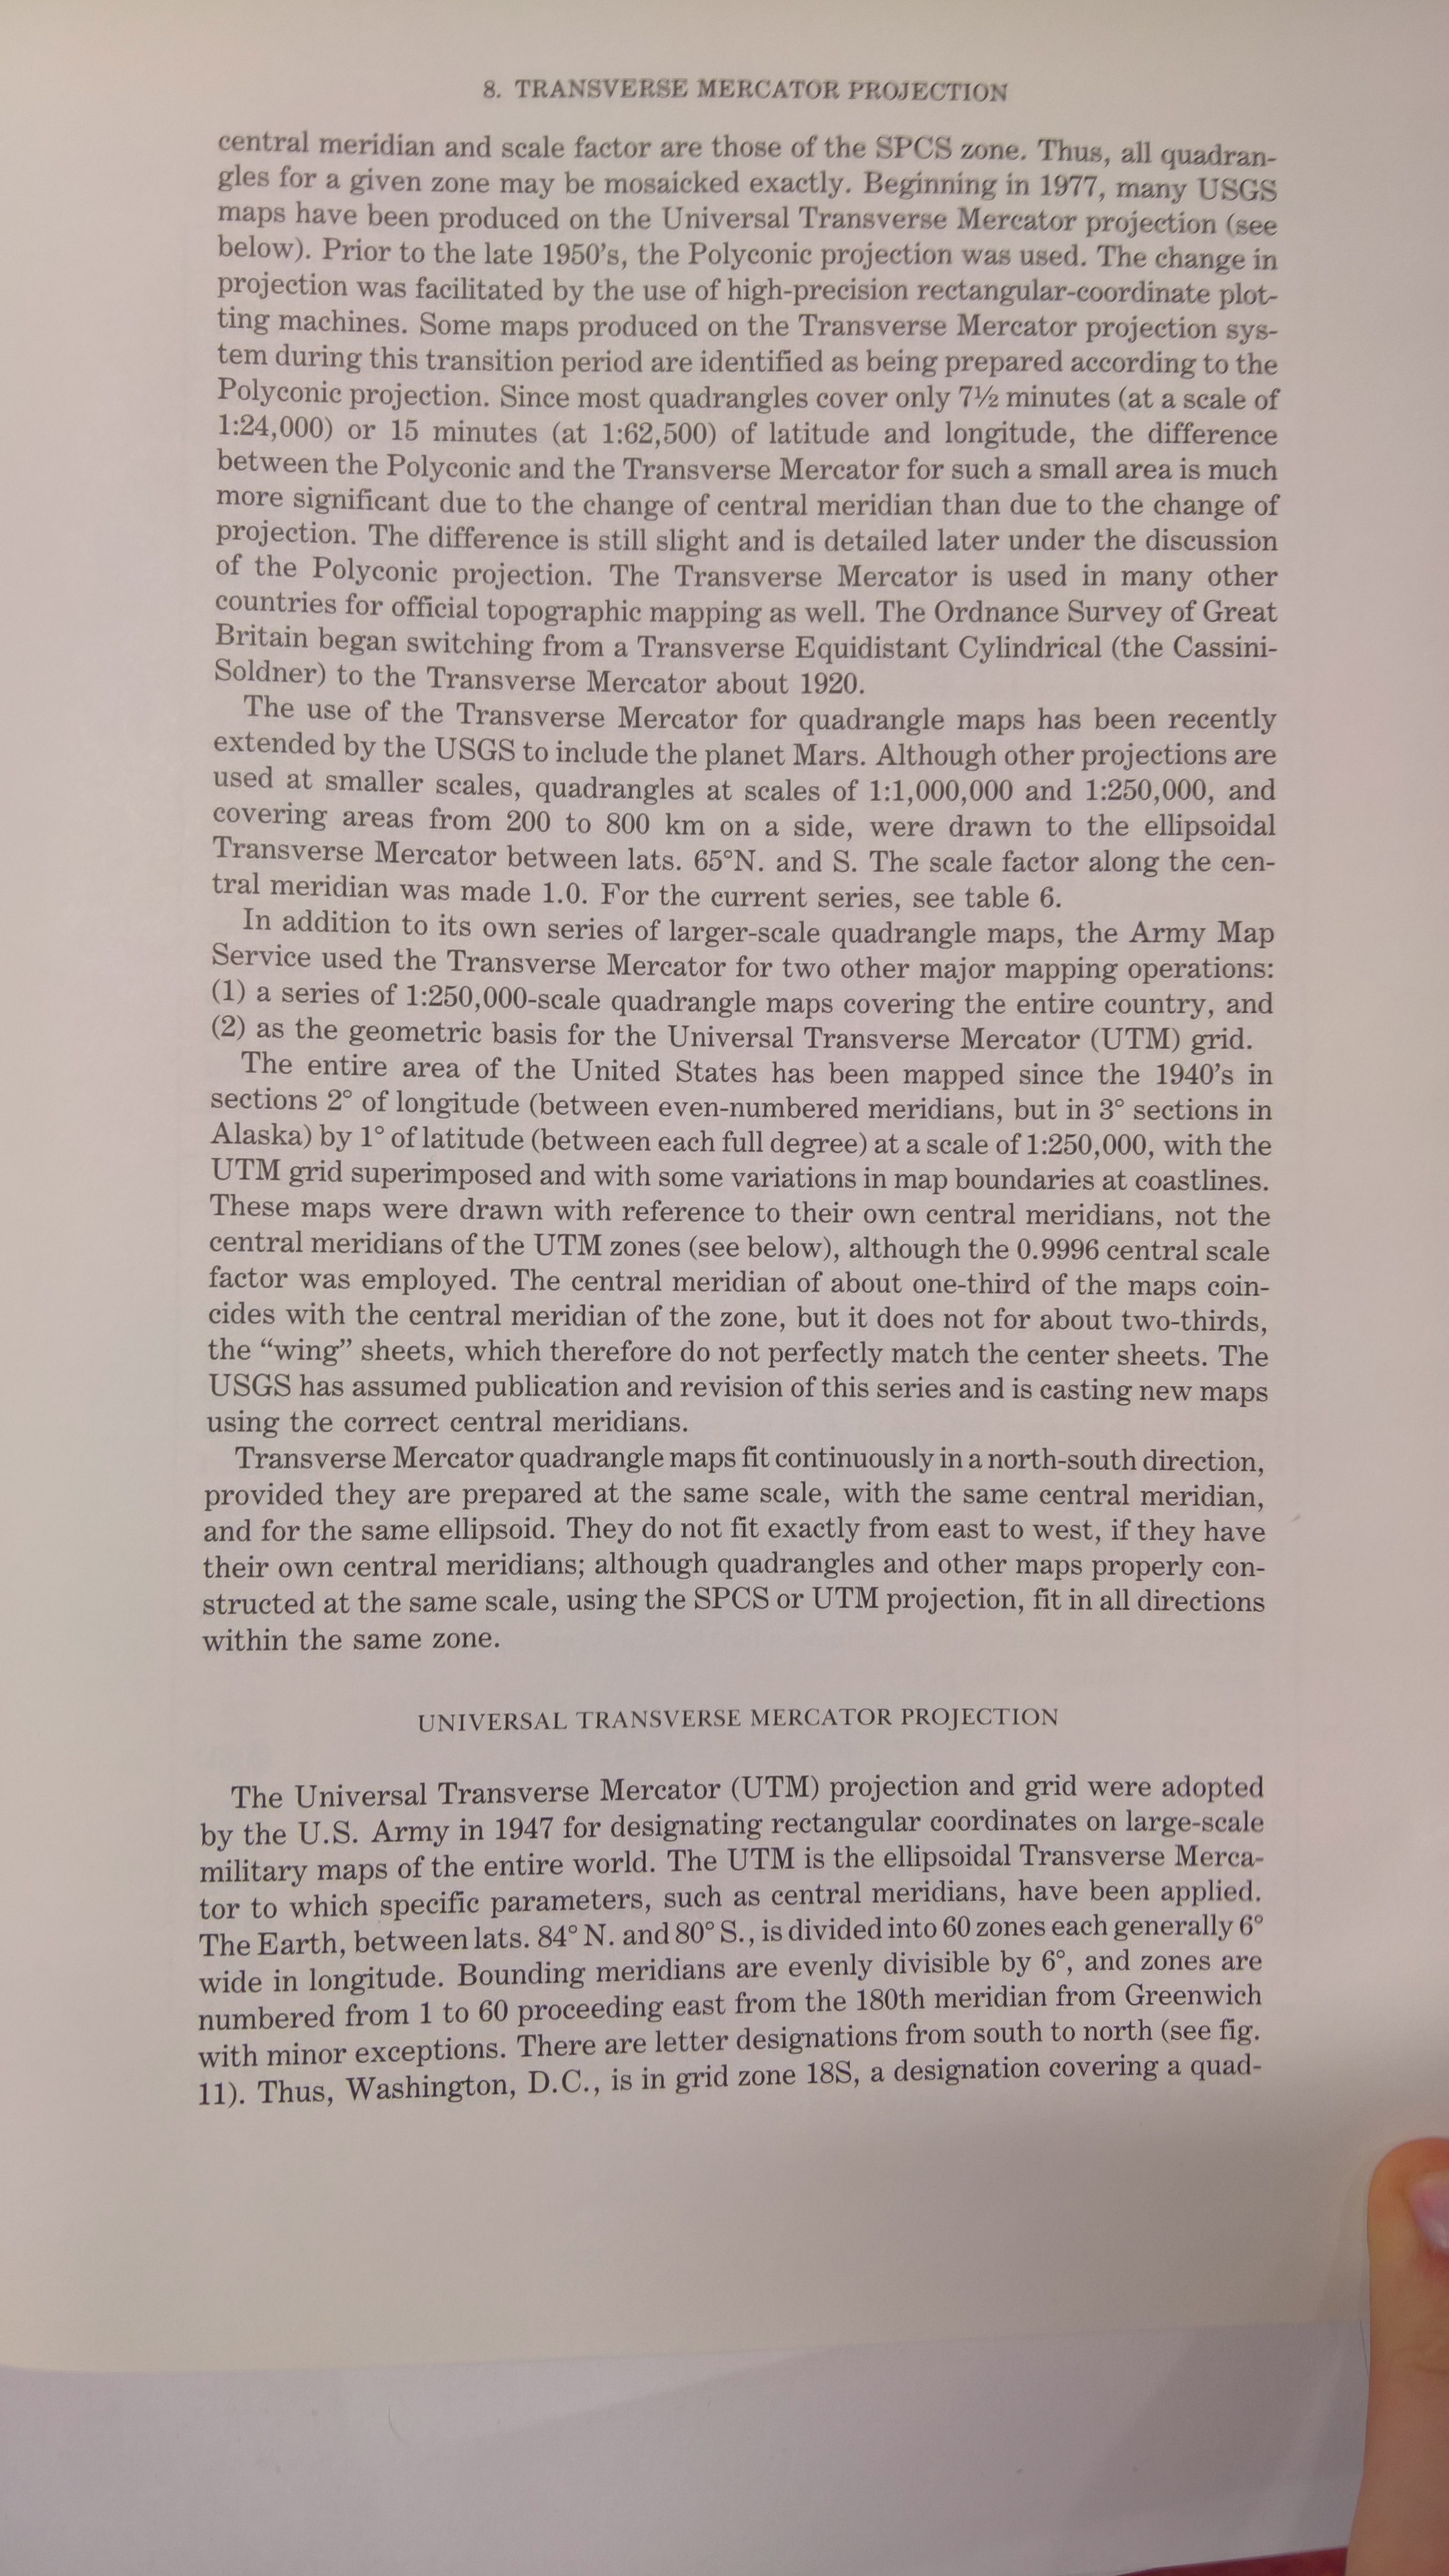 8. TRANSVERSE MERCATOR PROJECTION
central meridian and scale factor are those of the SPCS zone. Thus, all quadran-
gles for a given zone may be mosaicked exactly. Beginning in 1977, many USGS
maps have been produced on the Universal Transverse Mercator projection (see
below). Prior to the late 1950's, the Polyconic projection was used. The change in
projection was facilitated by the use of high-precision rectangular-coordinate plot-
ting machines. Some maps produced on the Transverse Mercator projection sys-
tem during this transition period are identified as being prepared according to the
Polyconic projection. Since most quadrangles cover only 7½ minutes (at a scale of
1:24,000) or 15 minutes (at 1:62,500) of latitude and longitude, the difference
between the Polyconic and the Transverse Mercator for such a small area is much
more significant due to the change of central meridian than due to the change of
projection. The difference is still slight and is detailed later under the discussion
of the Polyconic projection. The Transverse Mercator is used in many other
countries for official topographic mapping as well. The Ordnance Survey of Great
Britain began switching from a Transverse Equidistant Cylindrical (the Cassini-
Soldner) to the Transverse Mercator about 1920.
The use of the Transverse Mercator for quadrangle maps has been recently
extended by the USGS to include the planet Mars. Although other projections are
used at smaller scales, quadrangles at scales of 1:1,000,000 and 1:250,000, and
covering areas from 200 to 800 km on a side, were drawn to the ellipsoidal
Transverse Mercator between lats. 65°N. and S. The scale factor along the cen-
tral meridian was made 1.0. For the current series, see table 6.
In addition to its own series of larger-scale quadrangle maps, the Army Map
Service used the Transverse Mercator for two other major mapping operations:
(1) a series of 1:250,000-scale quadrangle maps covering the entire country, and
(2) as the geometric basis for the Universal Transverse Mercator (UTM) grid.
The entire area of the United States has been mapped since the 1940's in
sections 2° of longitude (between even-numbered meridians, but in 3° sections in
Alaska) by 1° of latitude (between each full degree) at a scale of 1:250,000, with the
UTM grid superimposed and with some variations in map boundaries at coastlines.
These maps were drawn with reference to their own central meridians, not the
central meridians of the UTM zones (see below), although the 0.9996 central scale
factor was employed. The central meridian of about one-third of the maps coin-
cides with the central meridian of the zone, but it does not for about two-thirds,
the “wing” sheets, which therefore do not perfectly match the center sheets. The
USGS has assumed publication and revision of this series and is casting new maps
using the correct central meridians.
Transverse Mercator quadrangle maps fit continuously in a north-south direction,
provided they are prepared at the same scale, with the same central meridian,
and for the same ellipsoid. They do not fit exactly from east to west, if they have
their own central meridians; although quadrangles and other maps properly con-
structed at the same scale, using the SPCS or UTM projection, fit in all directions
within the same zone.
UNIVERSAL TRANSVERSE MERCATOR PROJECTION
The Universal Transverse Mercator (UTM) projection and grid were adopted
by the U.S. Army in 1947 for designating rectangular coordinates on large-scale
military maps of the entire world. The UTM is the ellipsoidal Transverse Merca-
tor to which specific parameters, such as central meridians, have been applied.
The Earth, between lats. 84° N. and 80° S., is divided into 60 zones each generally 6°
wide in longitude. Bounding meridians are evenly divisible by 6°, and zones are
numbered from 1 to 60 proceeding east from the 180th meridian from Greenwich
with minor exceptions. There are letter designations from south to north (see fig.
11). Thus, Washington, D.C., is in grid zone 18S, a designation covering a quad-